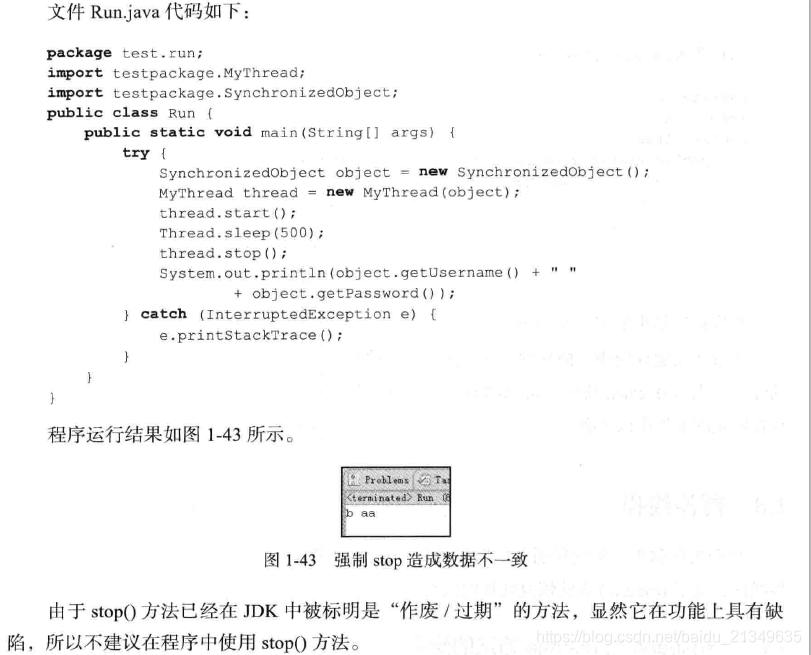 文件 Run.java 代码如下：
package test.run;
import testpackage.MyThread;
import testpackage.SynchronizedObject;
public class Run {
    public static void main(String[] args) {
        try {
            SynchronizedObject object = new SynchronizedObject();
            MyThread thread = new MyThread(object);
            thread.start();
            Thread.sleep(500);
            thread.stop();
            System.out.println(object.getUsername() + " "
                    + object.getPassword());
        } catch (InterruptedException e) {
            e.printStackTrace();
        }
    }
}
程序运行结果如图 1-43 所示。
Problems Tas
<terminated> Run
b aa
图 1-43 强制 stop 造成数据不一致
由于 stop() 方法已经在 JDK 中被标明是“作废 / 过期”的方法，显然它在功能上具有缺
陷，所以不建议在程序中使用 stop() 方法。
https://blog.csdn.net/baidu_21349635